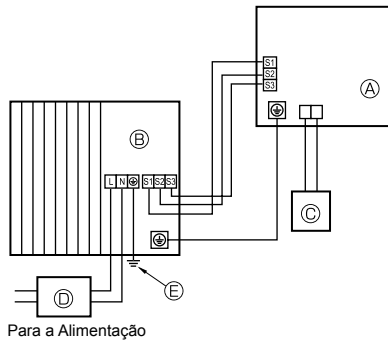 S1
S2
S3
A
B
L N S1 S2 S3
C
D
E
Para a Alimentação